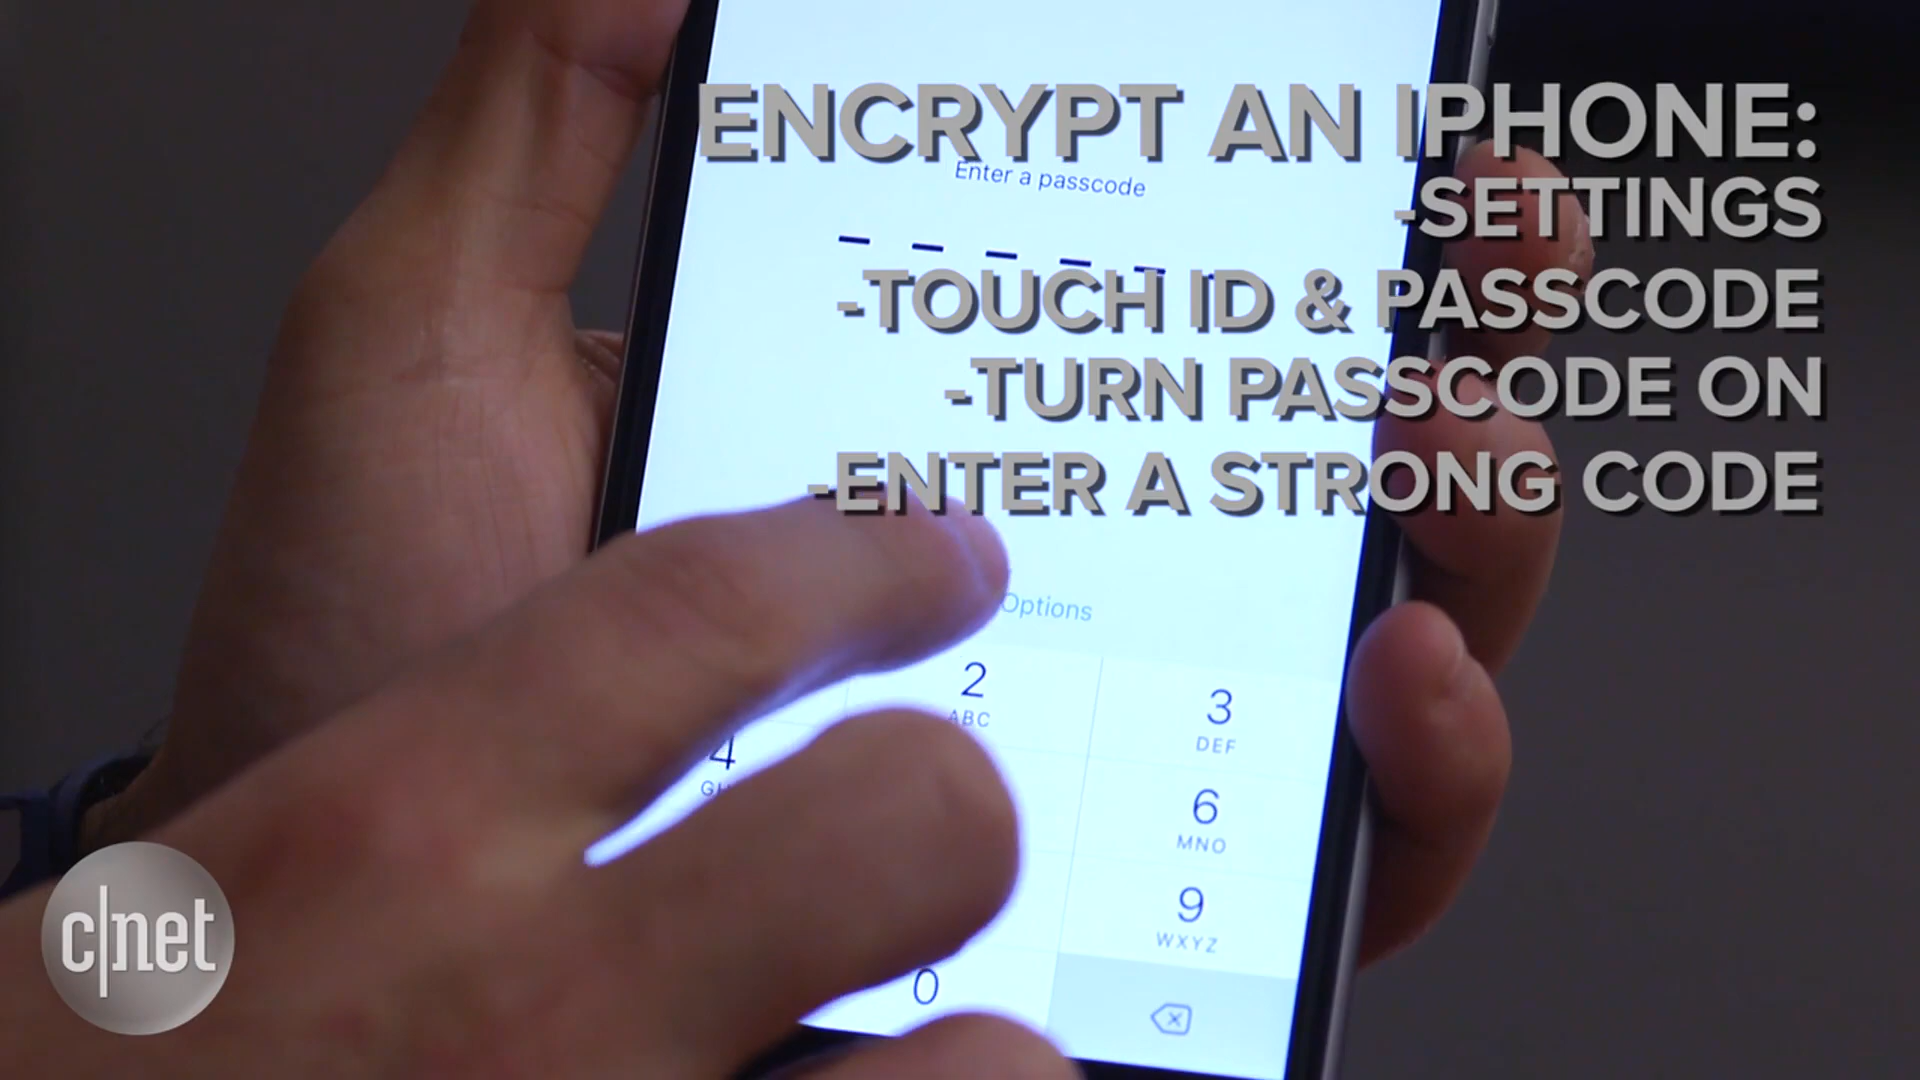 ENCRYPT AN IPHONE:
Enter a passcode
-SETTINGS
-TOUCH ID & PASSCODE
-TURN PASSCODE ON
-ENTER A STRONG CODE
Options
2
ABC
3
DEF
4
6
MNO
9
WXYZ
0
c|net